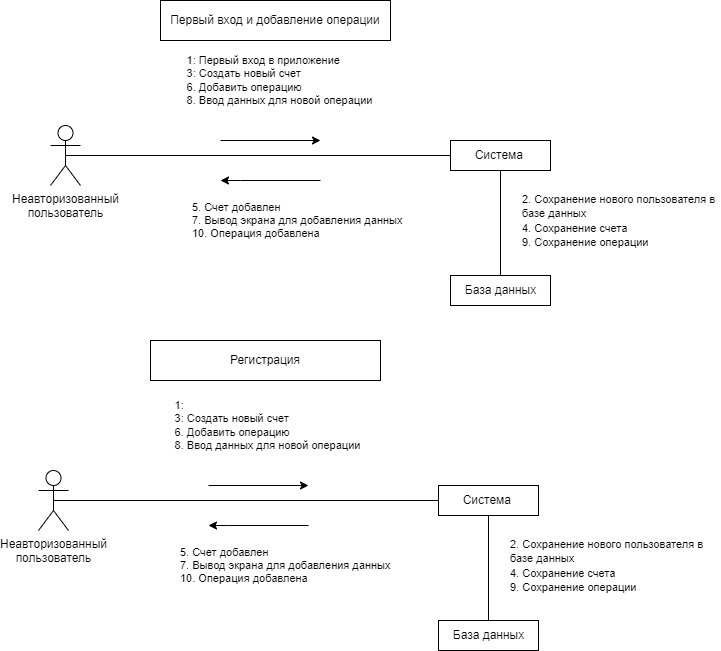 Первый вход и добавление операции
1: Первый вход в приложение
3: Создать новый счет
6. Добавить операцию
8. Ввод данных для новой операции
Неавторизованный
пользователь
Система
5. Счет добавлен
7. Вывод экрана для добавления данных
10. Операция добавлена
2. Сохранение нового пользователя в
базе данных
4. Сохранение счета
9. Сохранение операции
База данных
Регистрация
1:
3: Создать новый счет
6. Добавить операцию
8. Ввод данных для новой операции
Неавторизованный
пользователь
Система
5. Счет добавлен
7. Вывод экрана для добавления данных
10. Операция добавлена
2. Сохранение нового пользователя в
базе данных
4. Сохранение счета
9. Сохранение операции
База данных